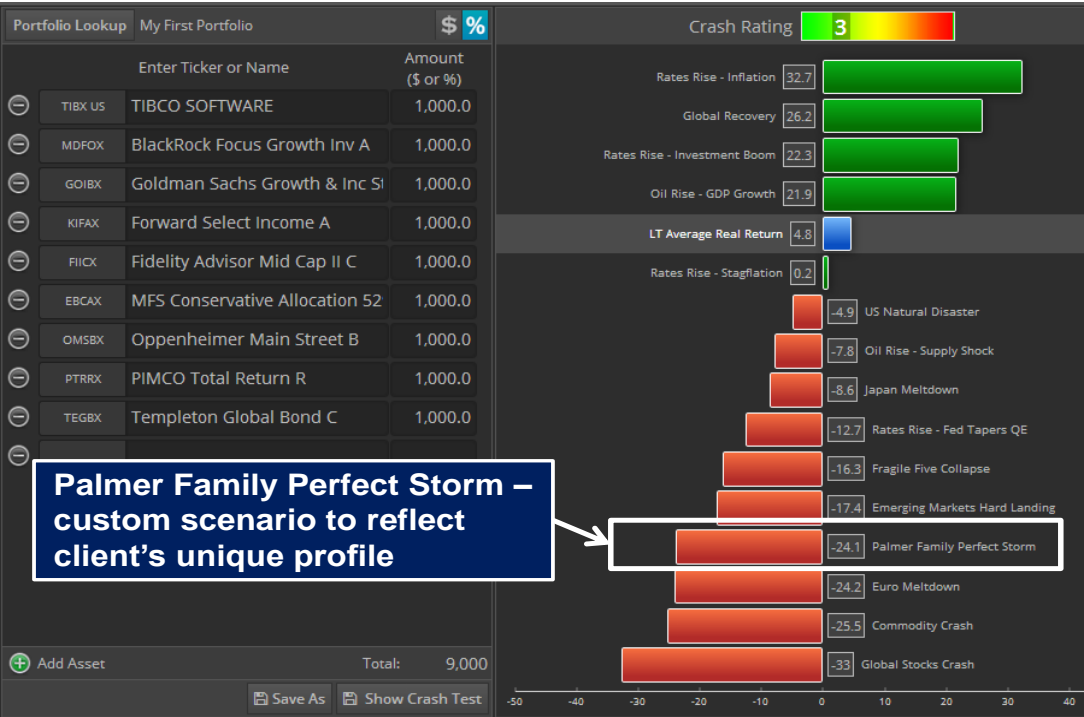 Portfolio Lookup My First Portfolio $ %
Enter Ticker or Name Amount
($ or %)
TIBX US TIBCO SOFTWARE 1,000.0
MDFOX BlackRock Focus Growth Inv A 1,000.0
GOIBX Goldman Sachs Growth & Inc St 1,000.0
KIFAX Forward Select Income A 1,000.0
FIICX Fidelity Advisor Mid Cap II C 1,000.0
EBCAX MFS Conservative Allocation 52 1,000.0
OMSBX Oppenheimer Main Street B 1,000.0
PTRRX PIMCO Total Return R 1,000.0
TEGBX Templeton Global Bond C 1,000.0
Palmer Family Perfect Storm –
custom scenario to reflect
client's unique profile
Add Asset Total: 9,000
Save As Show Crash Test
Crash Rating 3
Rates Rise - Inflation 32.7
Global Recovery 26.2
Rates Rise - Investment Boom 22.3
Oil Rise - GDP Growth 21.9
LT Average Real Return 4.8
Rates Rise - Stagflation 0.2
-4.9 US Natural Disaster
-7.8 Oil Rise - Supply Shock
-8.6 Japan Meltdown
-12.7 Rates Rise - Fed Tapers QE
-16.3 Fragile Five Collapse
-17.4 Emerging Markets Hard Landing
-24.1 Palmer Family Perfect Storm
-24.2 Euro Meltdown
-25.5 Commodity Crash
-33 Global Stocks Crash
-50 -40 -30 -20 -10 0 10 20 30 40